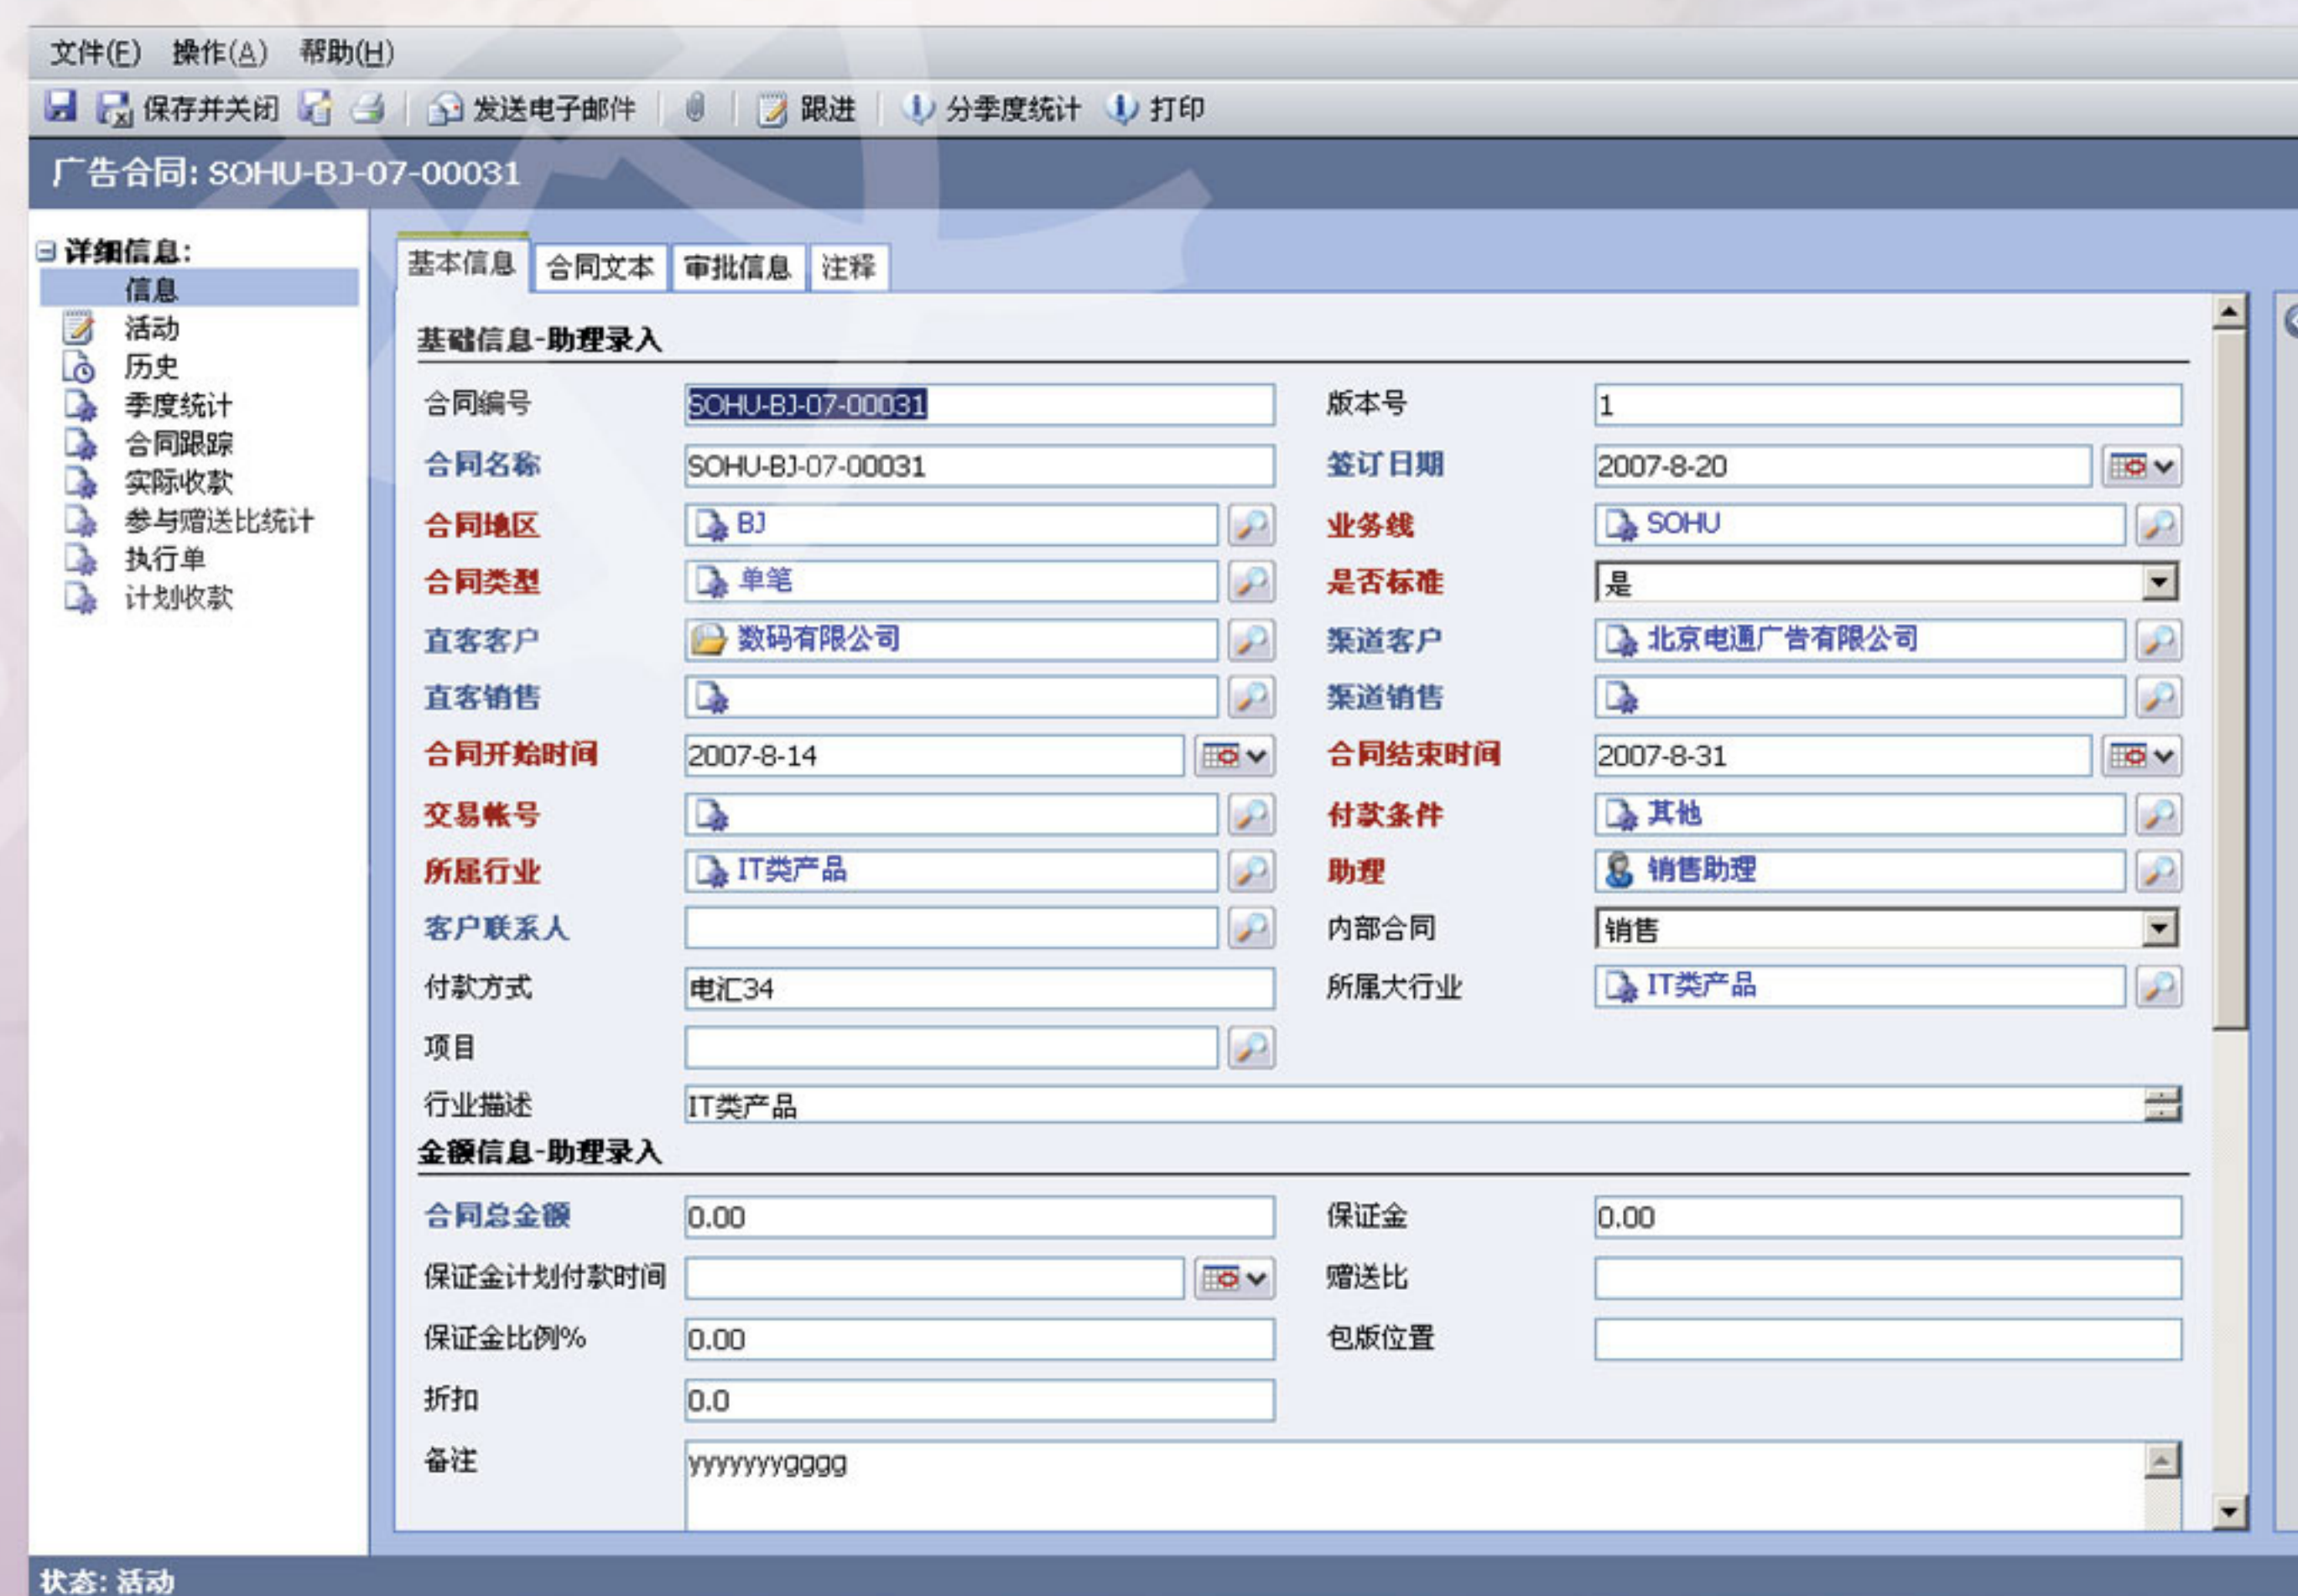 文件(F) 操作(A) 帮助(H)
保存并关闭 发送电子邮件 跟进 分季度统计 打印
广告合同: SOHU-BJ-07-00031
详细信息:
信息
活动
历史
季度统计
合同跟踪
实际收款
参与赠送比统计
执行单
计划收款
基本信息 合同文本 审批信息 注释
基础信息-助理录入
合同编号 SOHU-BJ-07-00031 版本号 1
合同名称 SOHU-BJ-07-00031 签订日期 2007-8-20
合同地区 BJ 业务线 SOHU
合同类型 单笔 是否标准 是
直客客户 数码有限公司 渠道客户 北京电通广告有限公司
直客销售 渠道销售
合同开始时间 2007-8-14 合同结束时间 2007-8-31
交易帐号 付款条件 其他
所属行业 IT类产品 助理 销售助理
客户联系人 内部合同 销售
付款方式 电汇34 所属大行业 IT类产品
项目
行业描述 IT类产品
金额信息-助理录入
合同总金额 0.00 保证金 0.00
保证金计划付款时间 赠送比
保证金比例% 0.00 包版位置
折扣 0.0
备注 yyyyyyygggg
状态: 活动